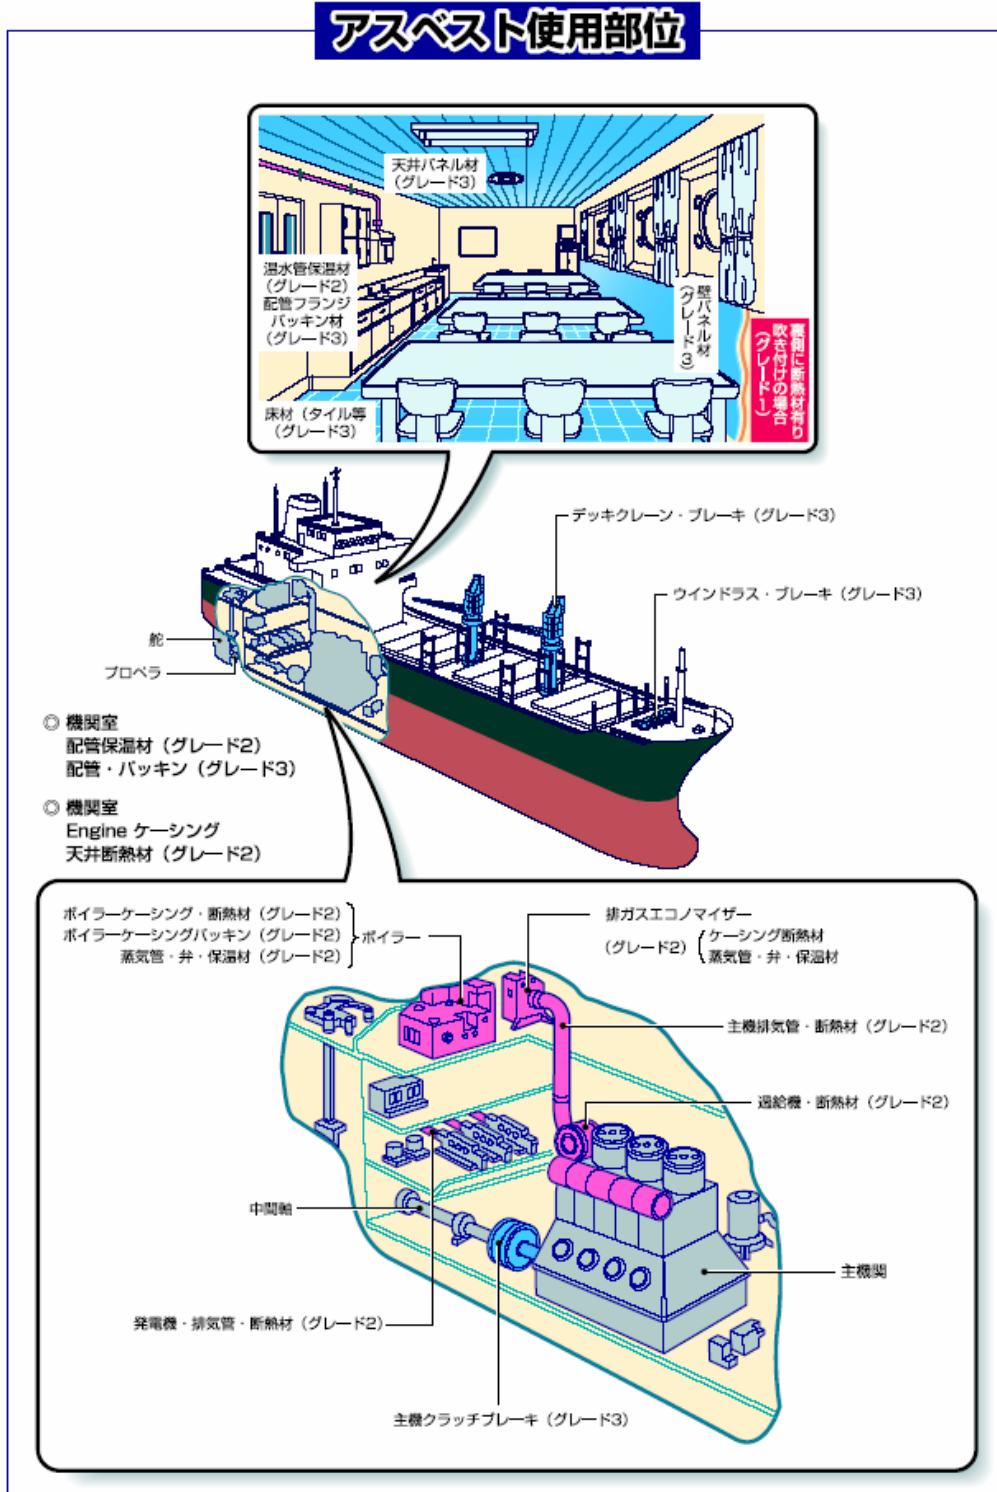 アスベスト使用部位
天井パネル材
(グレード3)
温水管保温材
(グレード2)
配管フランジ
パッキン材
(グレード3)
床材(タイル等
(グレード3)
壁パネル材
(グレード3)
裏側に断熱材有り
吹き付けの場合
(グレード1)
デッキクレーン・ブレーキ(グレード3)
ウインドラス・ブレーキ(グレード3)
舵
プロペラ
◎ 機関室
配管保温材(グレード2)
配管・パッキン(グレード3)
◎ 機関室
Engine ケーシング
天井断熱材(グレード2)
ボイラーケーシング・断熱材(グレード2)
ボイラーケーシングパッキン(グレード2)
蒸気管・弁・保温材(グレード2)
ボイラー
排ガスエコノマイザー
(グレード2)
ケーシング断熱材
蒸気管・弁・保温材
主機排気管・断熱材(グレード2)
過給機・断熱材(グレード2)
中間軸
主機関
発電機・排気管・断熱材(グレード2)
主機クラッチブレーキ(グレード3)